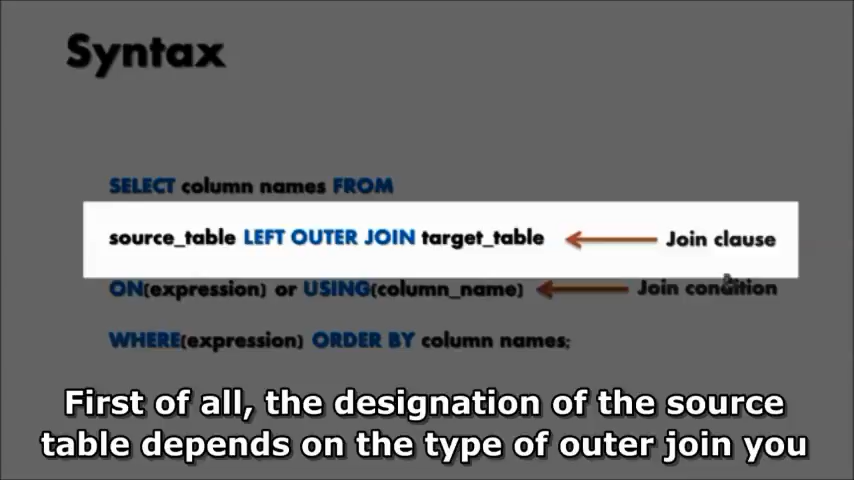 Syntax
SELECT column names FROM
source_table LEFT OUTER JOIN target_table
Join clause
ON(expression) or USING(column_name)
Join condition
WHERE(expression) ORDER BY column names;
First of all, the designation of the source
table depends on the type of outer join you